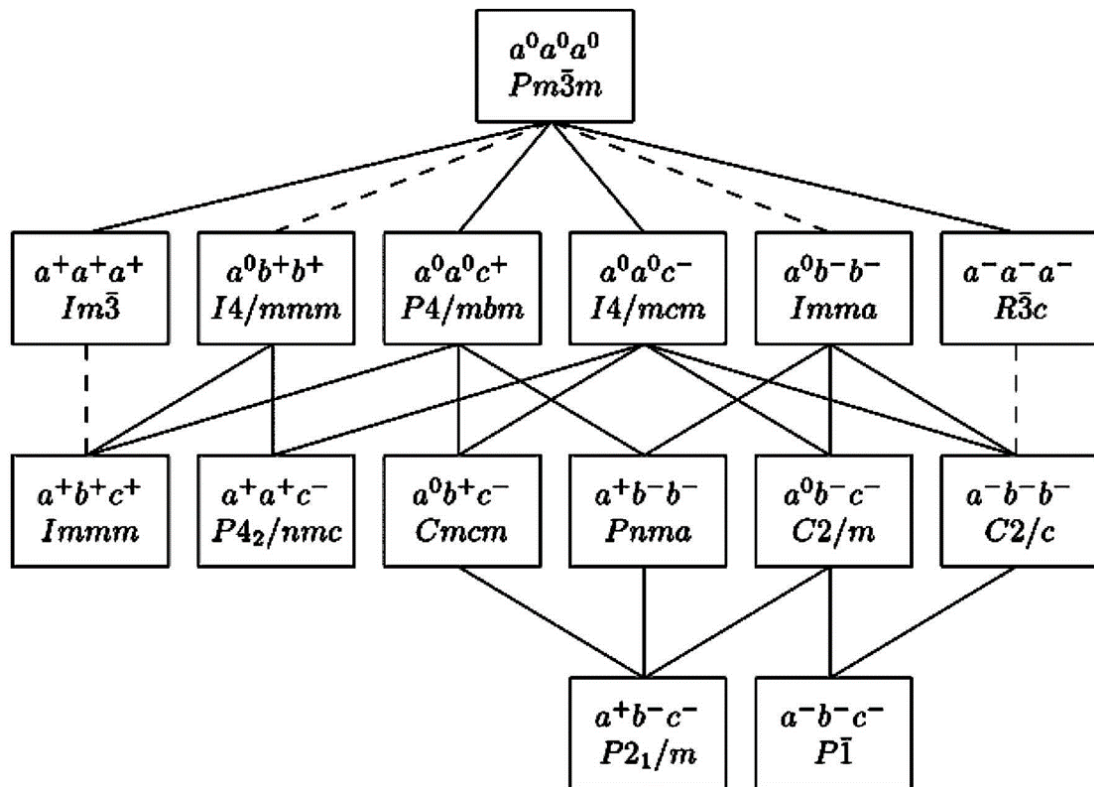 a⁰a⁰a⁰
Pm3̄m
a⁺a⁺a⁺
Im3̄
a⁰b⁺b⁺
I4/mmm
a⁰a⁰c⁺
P4/mbm
a⁰a⁰c⁻
I4/mcm
a⁰b⁻b⁻
Imma
a⁻a⁻a⁻
R3̄c
a⁺b⁺c⁺
Immm
a⁺a⁺c⁻
P4₂/nmc
a⁰b⁺c⁻
Cmcm
a⁺b⁻b⁻
Pnma
a⁰b⁻c⁻
C2/m
a⁻b⁻b⁻
C2/c
a⁺b⁻c⁻
P2₁/m
a⁻b⁻c⁻
P1̄